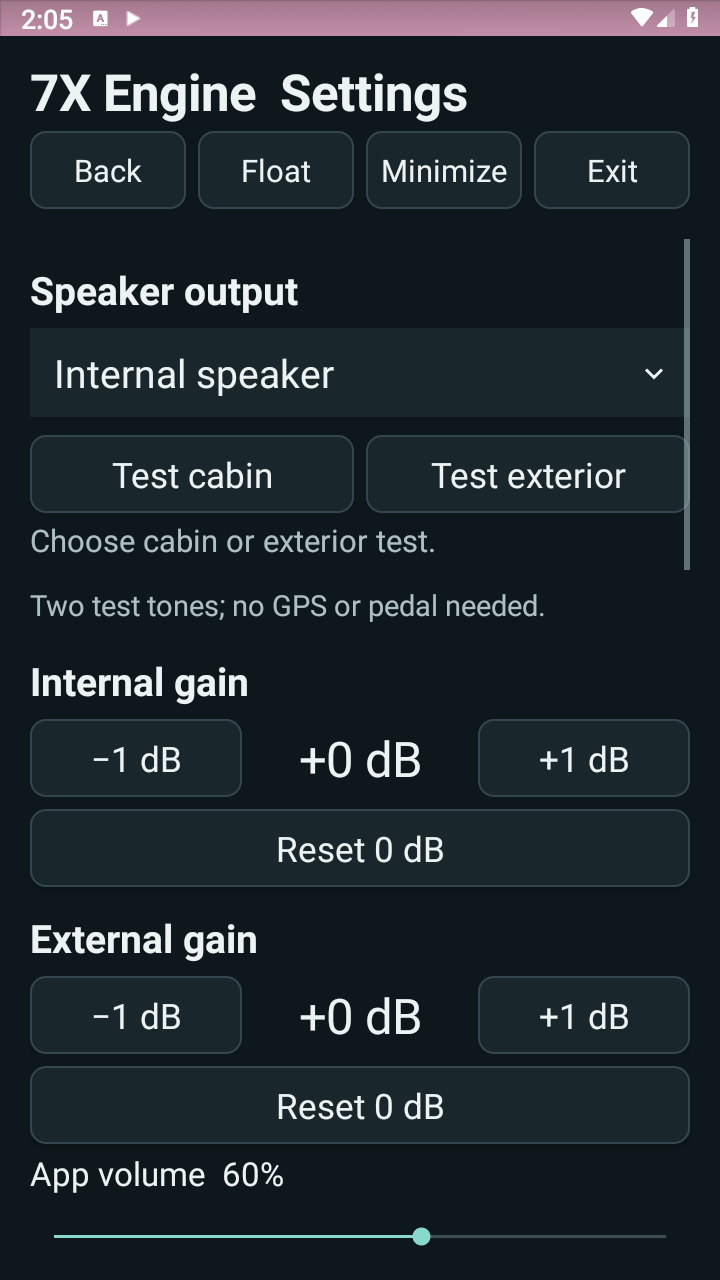 2:05
7X Engine  Settings
Back
Float
Minimize
Exit
Speaker output
Internal speaker
Test cabin
Test exterior
Choose cabin or exterior test.
Two test tones; no GPS or pedal needed.
Internal gain
−1 dB
+0 dB
+1 dB
Reset 0 dB
External gain
−1 dB
+0 dB
+1 dB
Reset 0 dB
App volume  60%